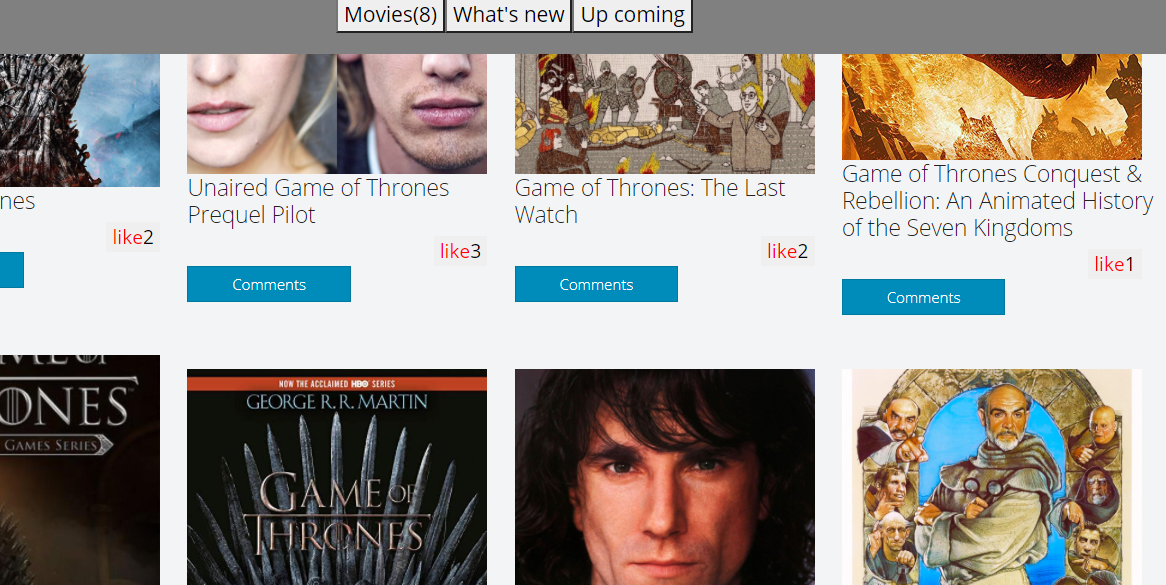 Movies(8) What's new Up coming
nes
Unaired Game of Thrones
Prequel Pilot
Game of Thrones: The Last
Watch
Game of Thrones Conquest &
Rebellion: An Animated History
of the Seven Kingdoms
like2
like3
like2
like1
Comments
Comments
Comments
ONES
GAMES SERIES
NOW THE ACCLAIMED HBO SERIES
GEORGE R. R. MARTIN
GAME OF
THRONES